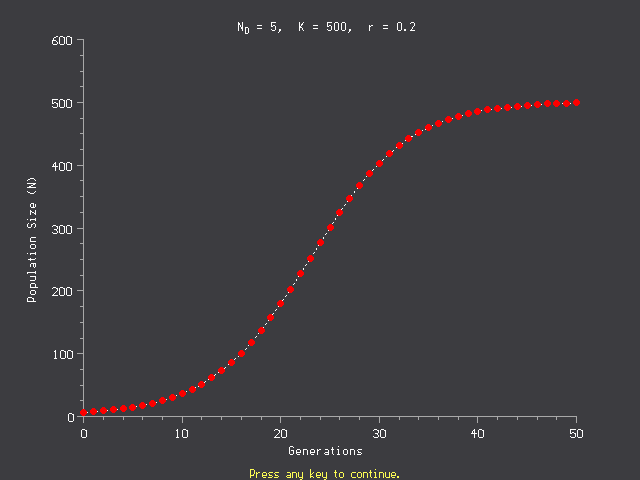 N_D = 5,  K = 500,  r = 0.2
600
500
400
300
200
100
0
Population Size (N)
0 10 20 30 40 50
Generations
Press any key to continue.